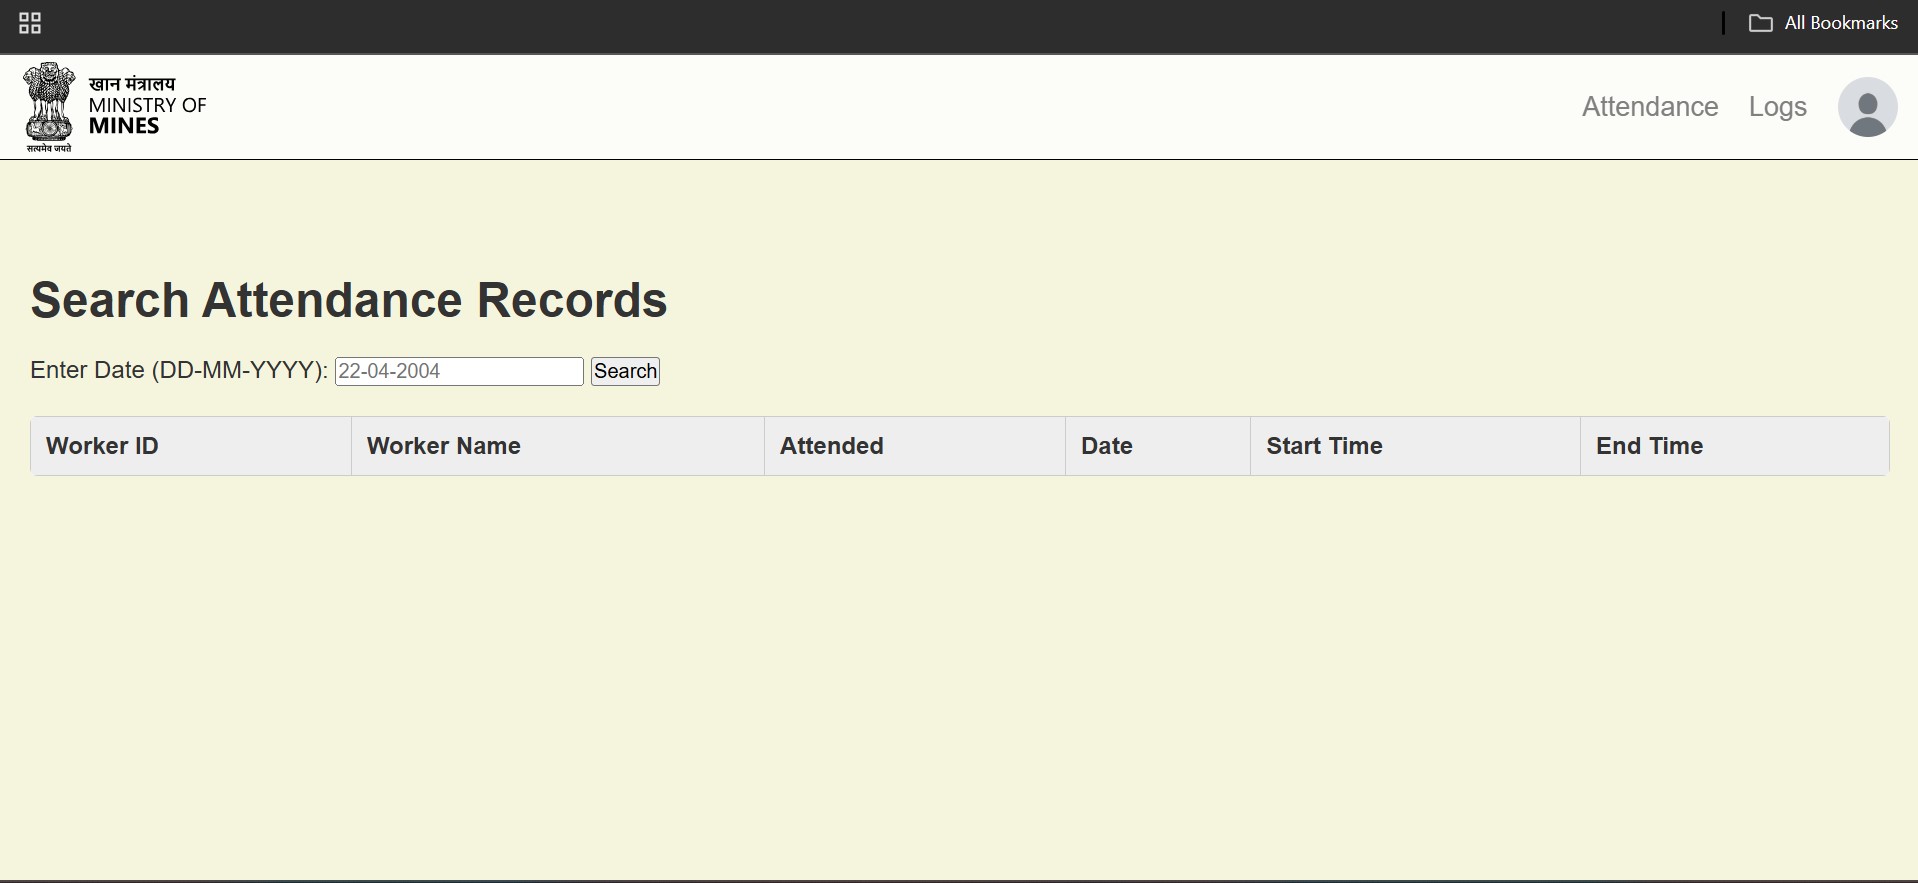 All Bookmarks
खान मंत्रालय
MINISTRY OF
MINES
सत्यमेव जयते
Attendance Logs
Search Attendance Records
Enter Date (DD-MM-YYYY): 22-04-2004 Search
Worker ID Worker Name Attended Date Start Time End Time